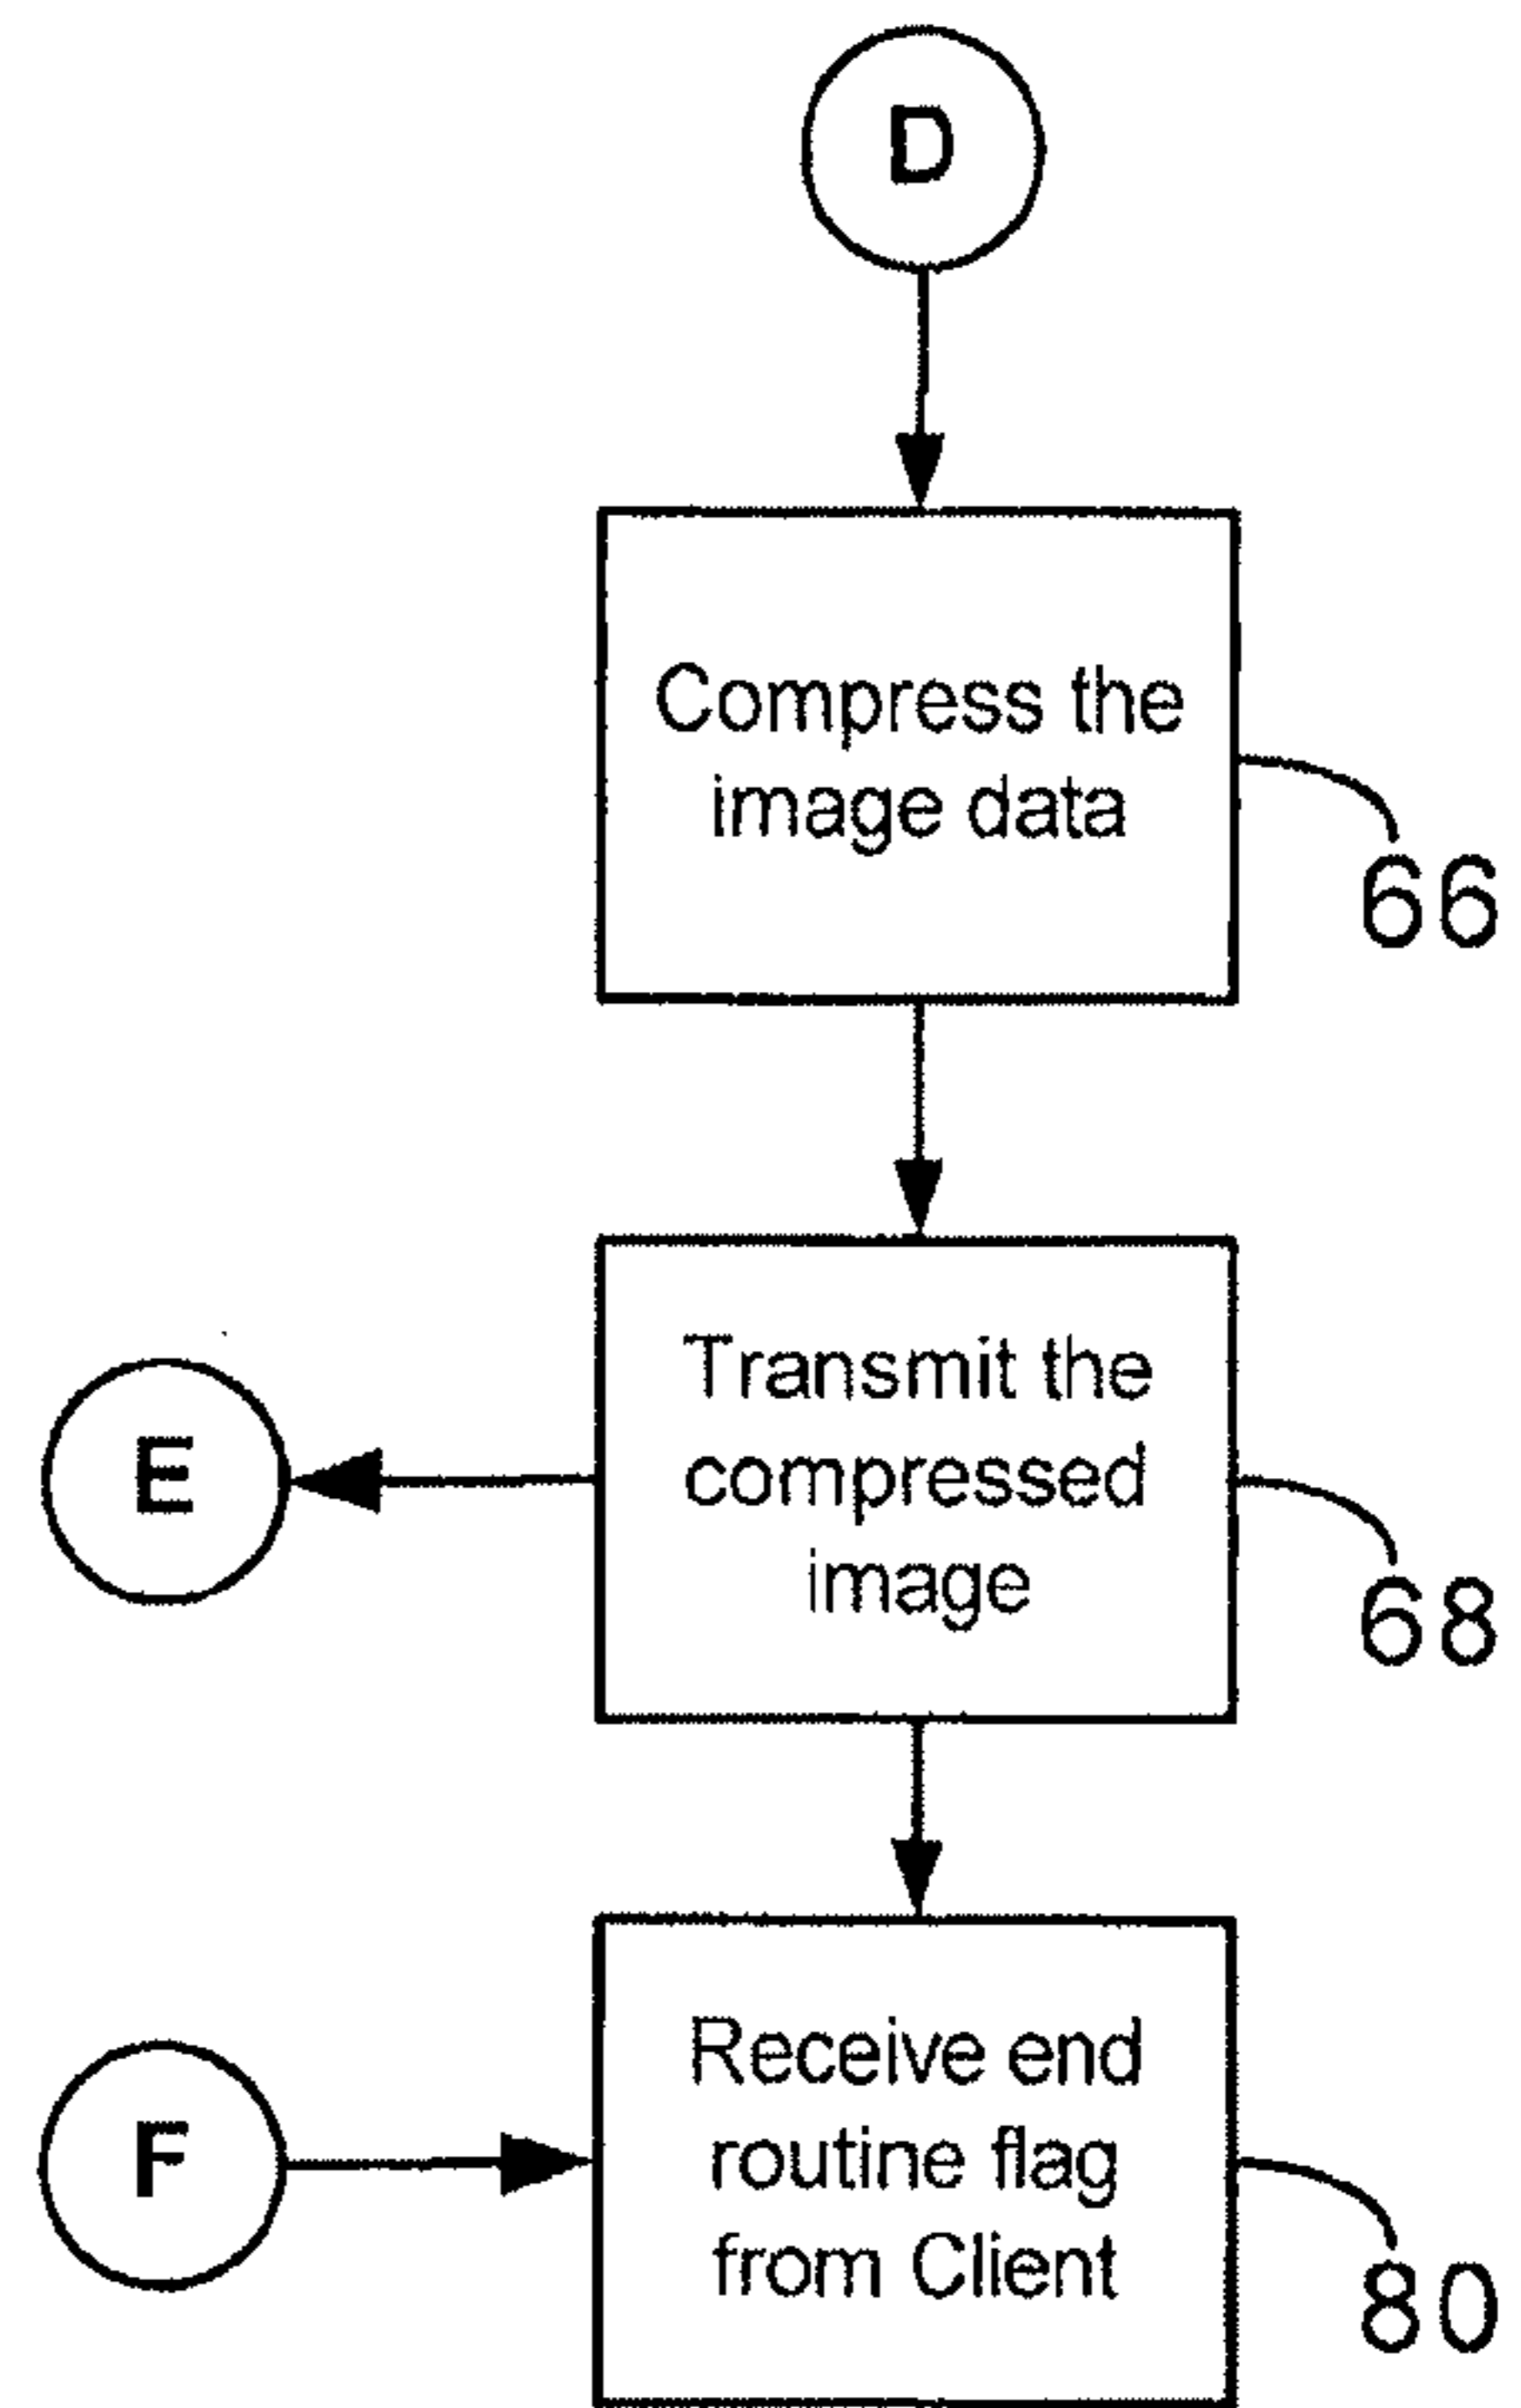 D
Compress the
image data
66
Transmit the
compressed
image
E
68
Receive end
routine flag
from Client
F
80